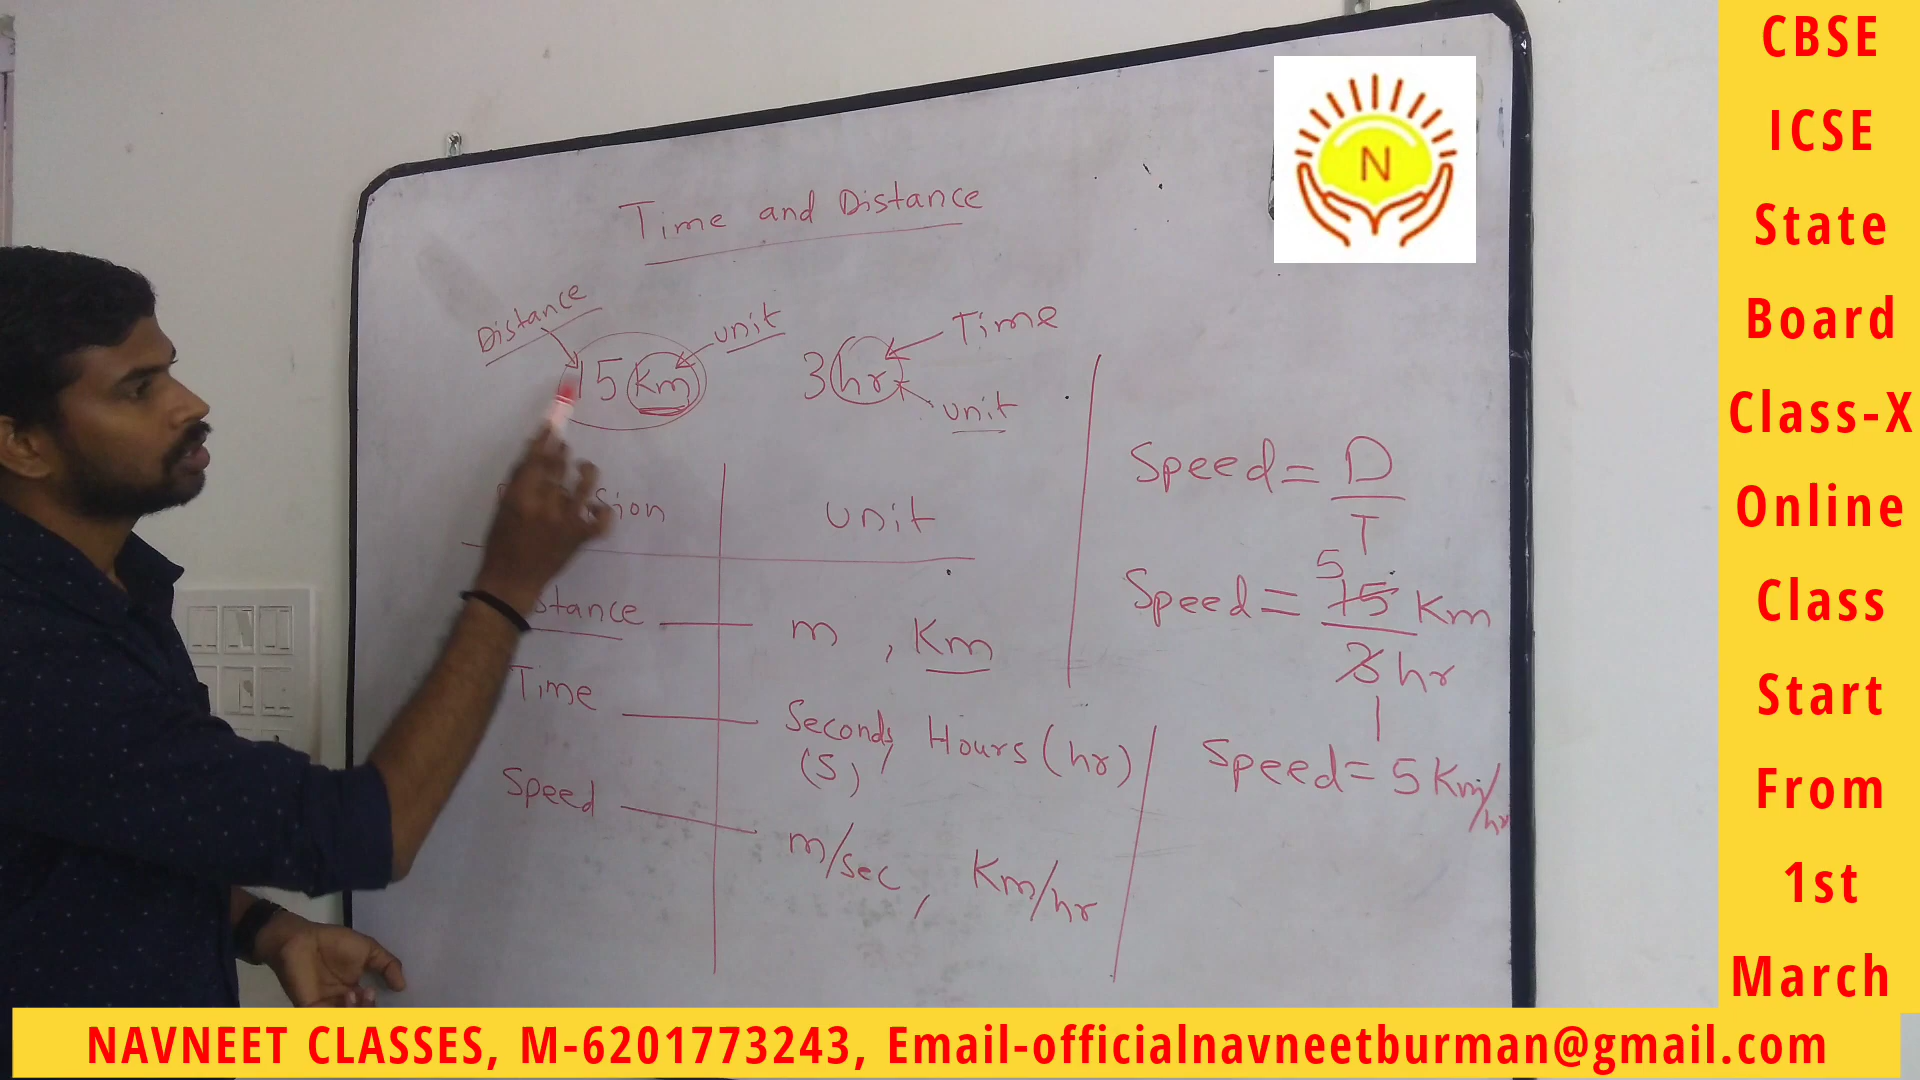 Time and Distance
Distance
15 Km
unit
3 hr
Time
unit
unit
Distance
m , Km
Time
Seconds, Hours (hr)
(S)
Speed
m/sec , Km/hr
Speed = D
T
Speed = 5
15 Km
3 hr
1
Speed = 5 Km/hr
N
CBSE
ICSE
State
Board
Class-X
Online
Class
Start
From
1st
March
NAVNEET CLASSES, M-6201773243, Email-officialnavneetburman@gmail.com